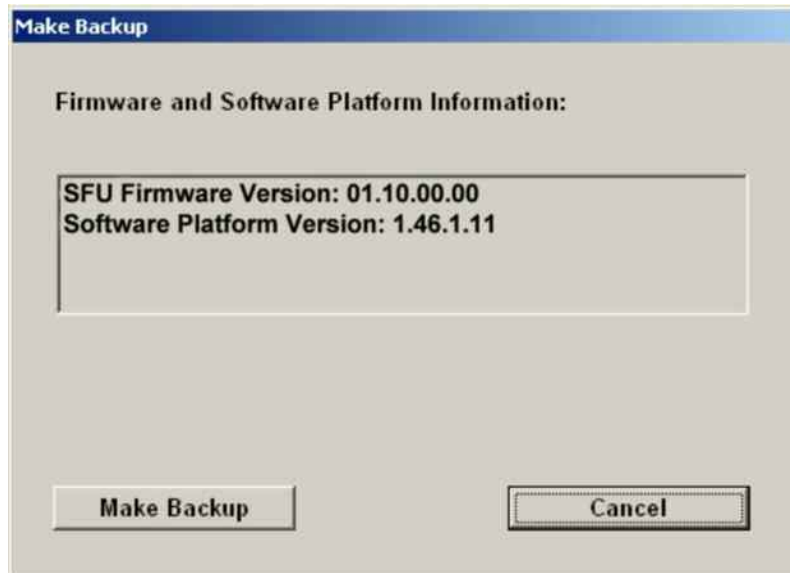 Make Backup
Firmware and Software Platform Information:
SFU Firmware Version: 01.10.00.00
Software Platform Version: 1.46.1.11
Make Backup
Cancel